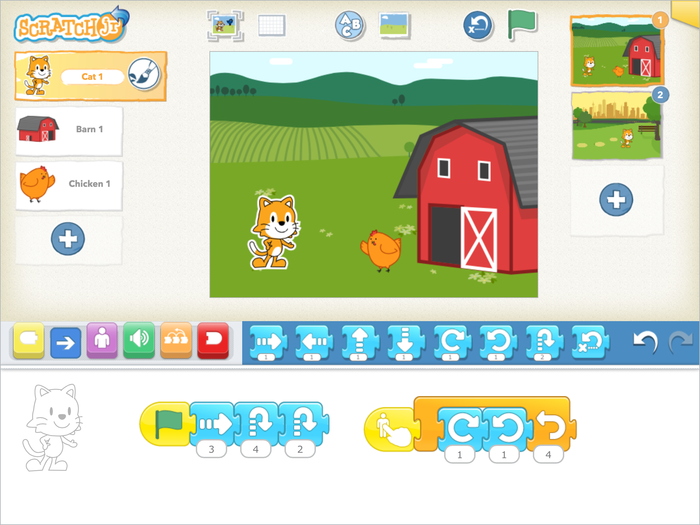 SCRATCHJr
ABC
1
Cat 1
Barn 1
2
Chicken 1
1 1 1 1 1 1 2
3 4 2
1 1 4